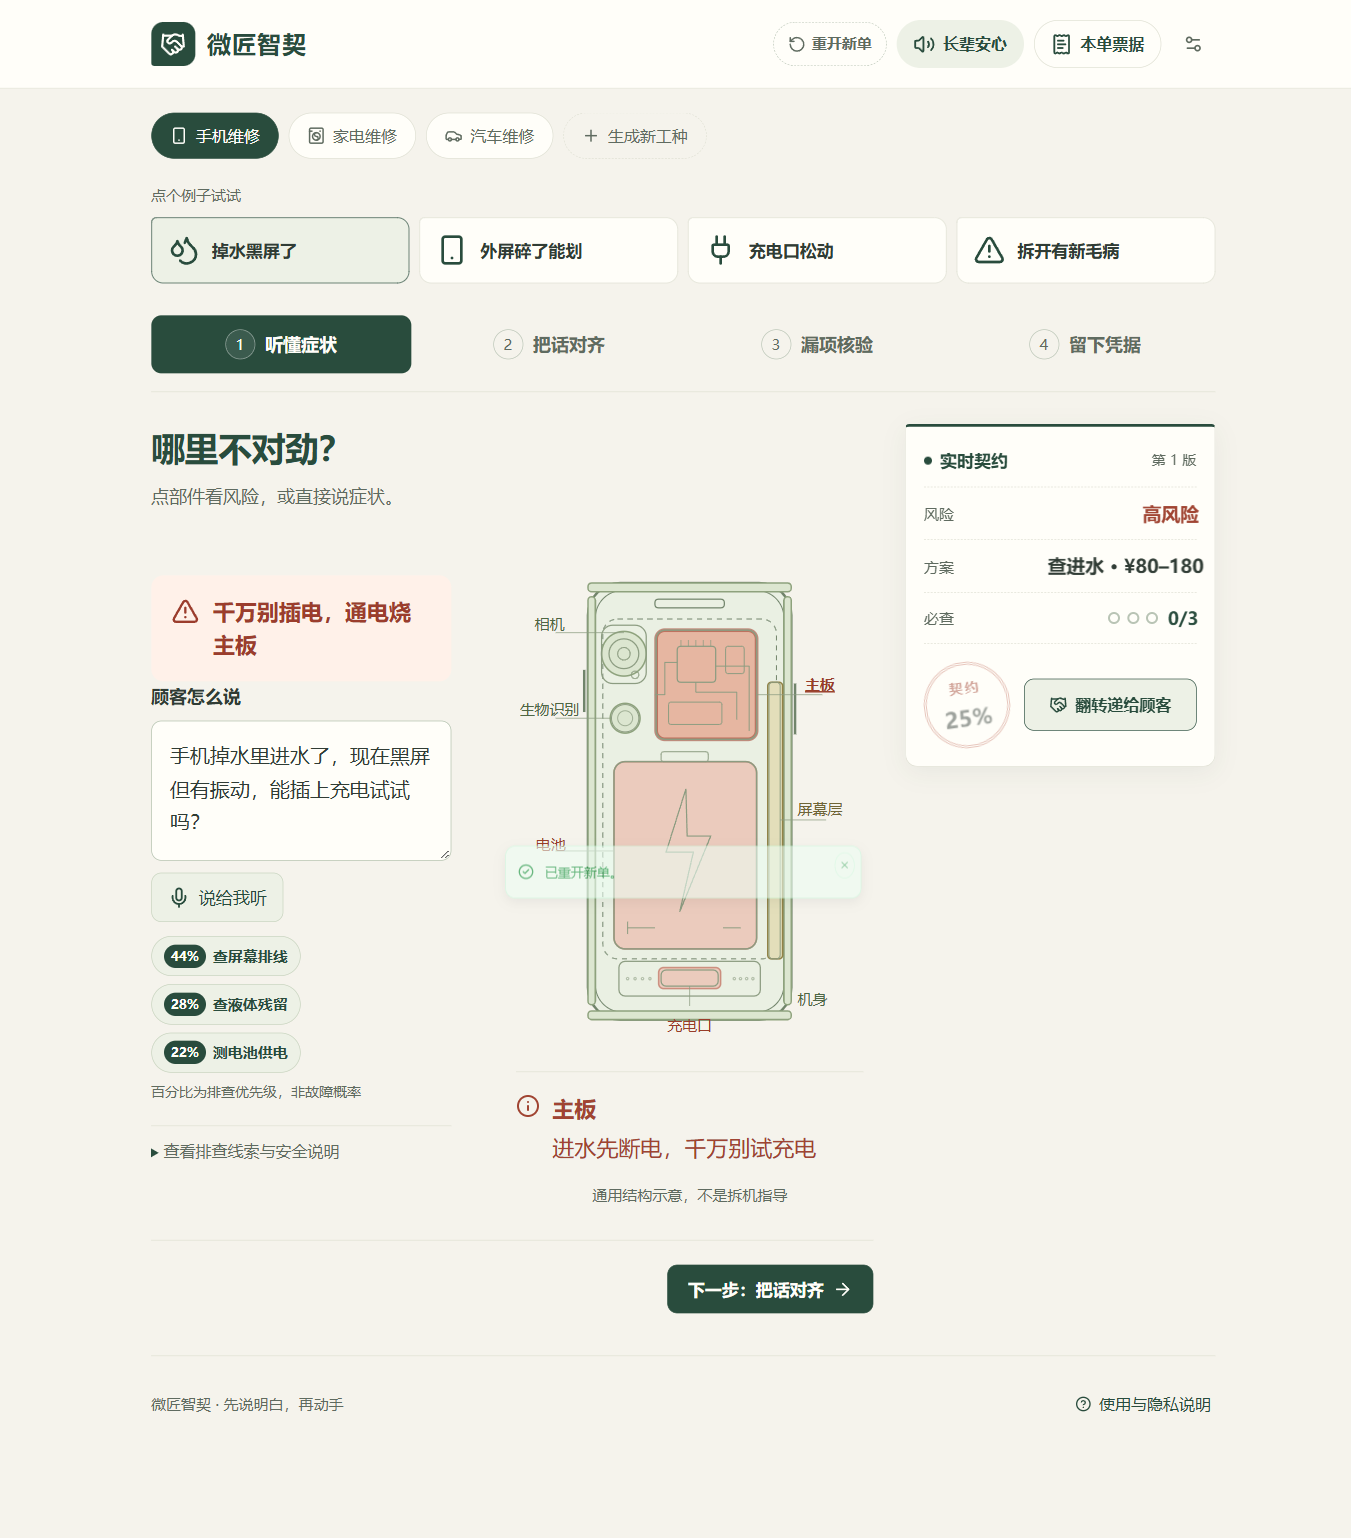 微匠智契
重开新单
长辈安心
本单票据
手机维修
家电维修
汽车维修
生成新工种
点个例子试试
掉水黑屏了
外屏碎了能划
充电口松动
拆开有新毛病
1 听懂症状
2 把话对齐
3 漏项核验
4 留下凭据
哪里不对劲？
点部件看风险，或直接说症状。
千万别插电，通电烧
主板
顾客怎么说
手机掉水里进水了，现在黑屏
但有振动，能插上充电试试
吗？
说给我听
44% 查屏幕排线
28% 查液体残留
22% 测电池供电
百分比为排查优先级，非故障概率
查看排查线索与安全说明
相机
生物识别
主板
屏幕层
电池
已重开新单。
机身
充电口
主板
进水先断电，千万别试充电
通用结构示意，不是拆机指导
实时契约
第 1 版
风险
高风险
方案
查进水 • ¥80–180
必查
0/3
契约
25%
翻转递给顾客
下一步：把话对齐
微匠智契 · 先说明白，再动手
使用与隐私说明